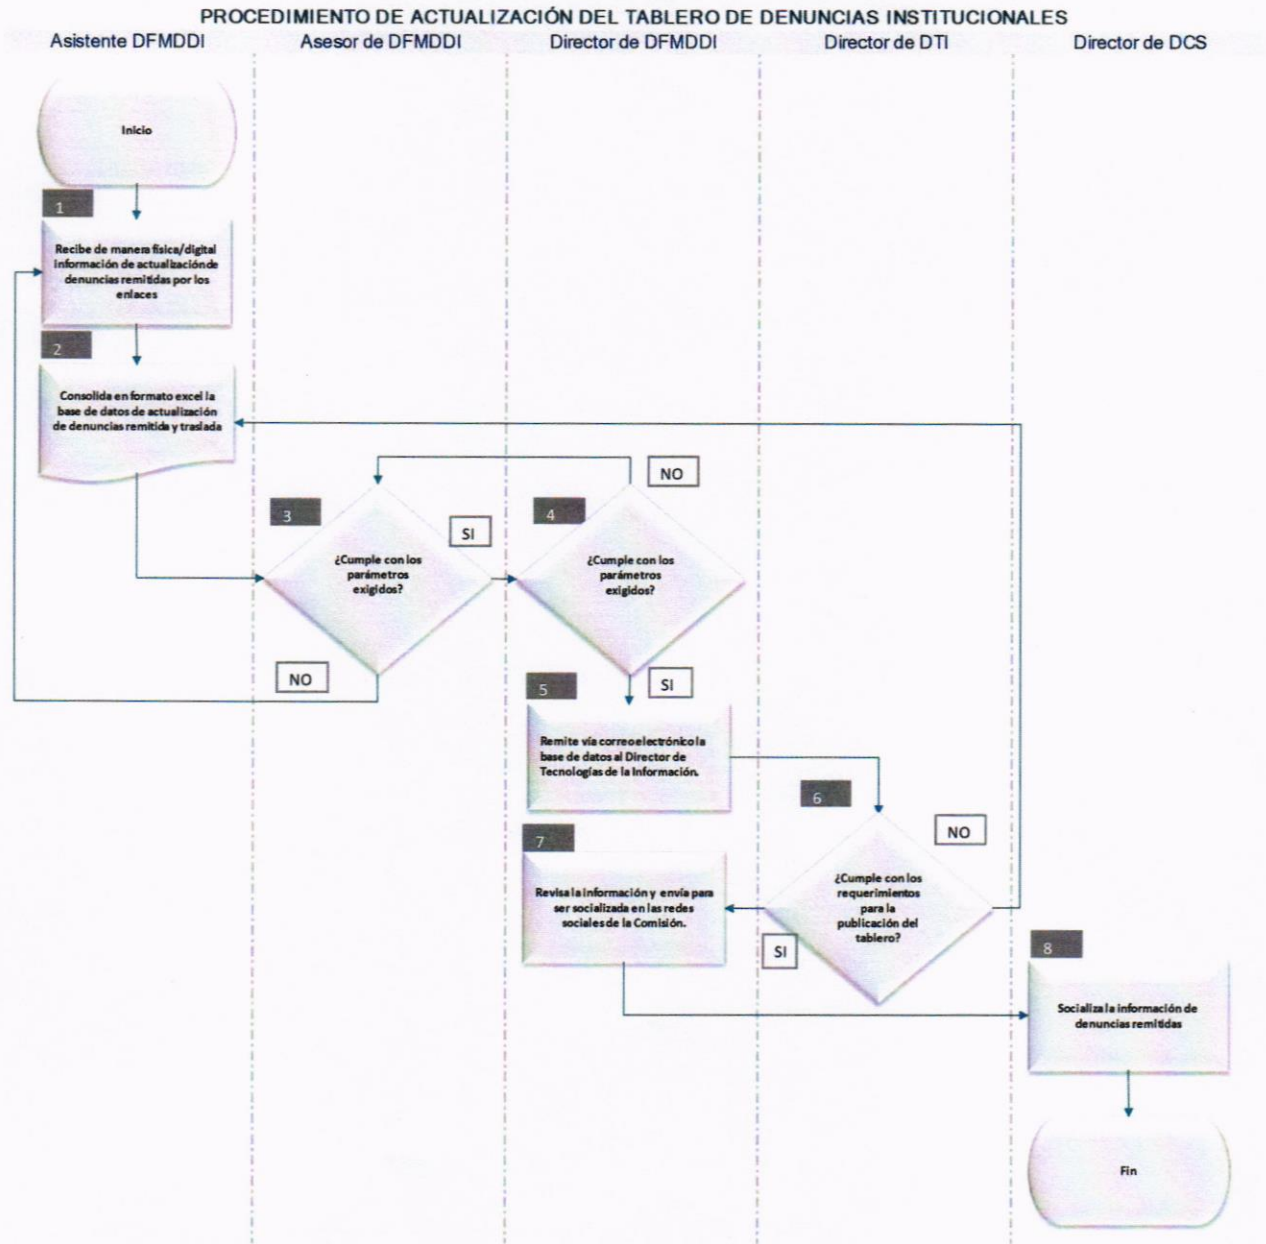 PROCEDIMIENTO DE ACTUALIZACIÓN DEL TABLERO DE DENUNCIAS INSTITUCIONALES
Asistente DFMDDI
Asesor de DFMDDI
Director de DFMDDI
Director de DTI
Director de DCS
Inicio
1
Recibe de manera física/digital
información de actualización de
denuncias remitidas por los
enlaces
2
Consolida en formato excel la
base de datos de actualización
de denuncias remitida y traslada
3
¿Cumple con los
parámetros
exigidos?
SI
NO
4
¿Cumple con los
parámetros
exigidos?
NO
SI
5
Remite vía correo electrónico la
base de datos al Director de
Tecnologías de la Información.
6
¿Cumple con los
requerimientos
para la
publicación del
tablero?
NO
SI
7
Revisa la información y envía para
ser socializada en las redes
sociales de la Comisión.
8
Socializa la información de
denuncias remitidas
Fin